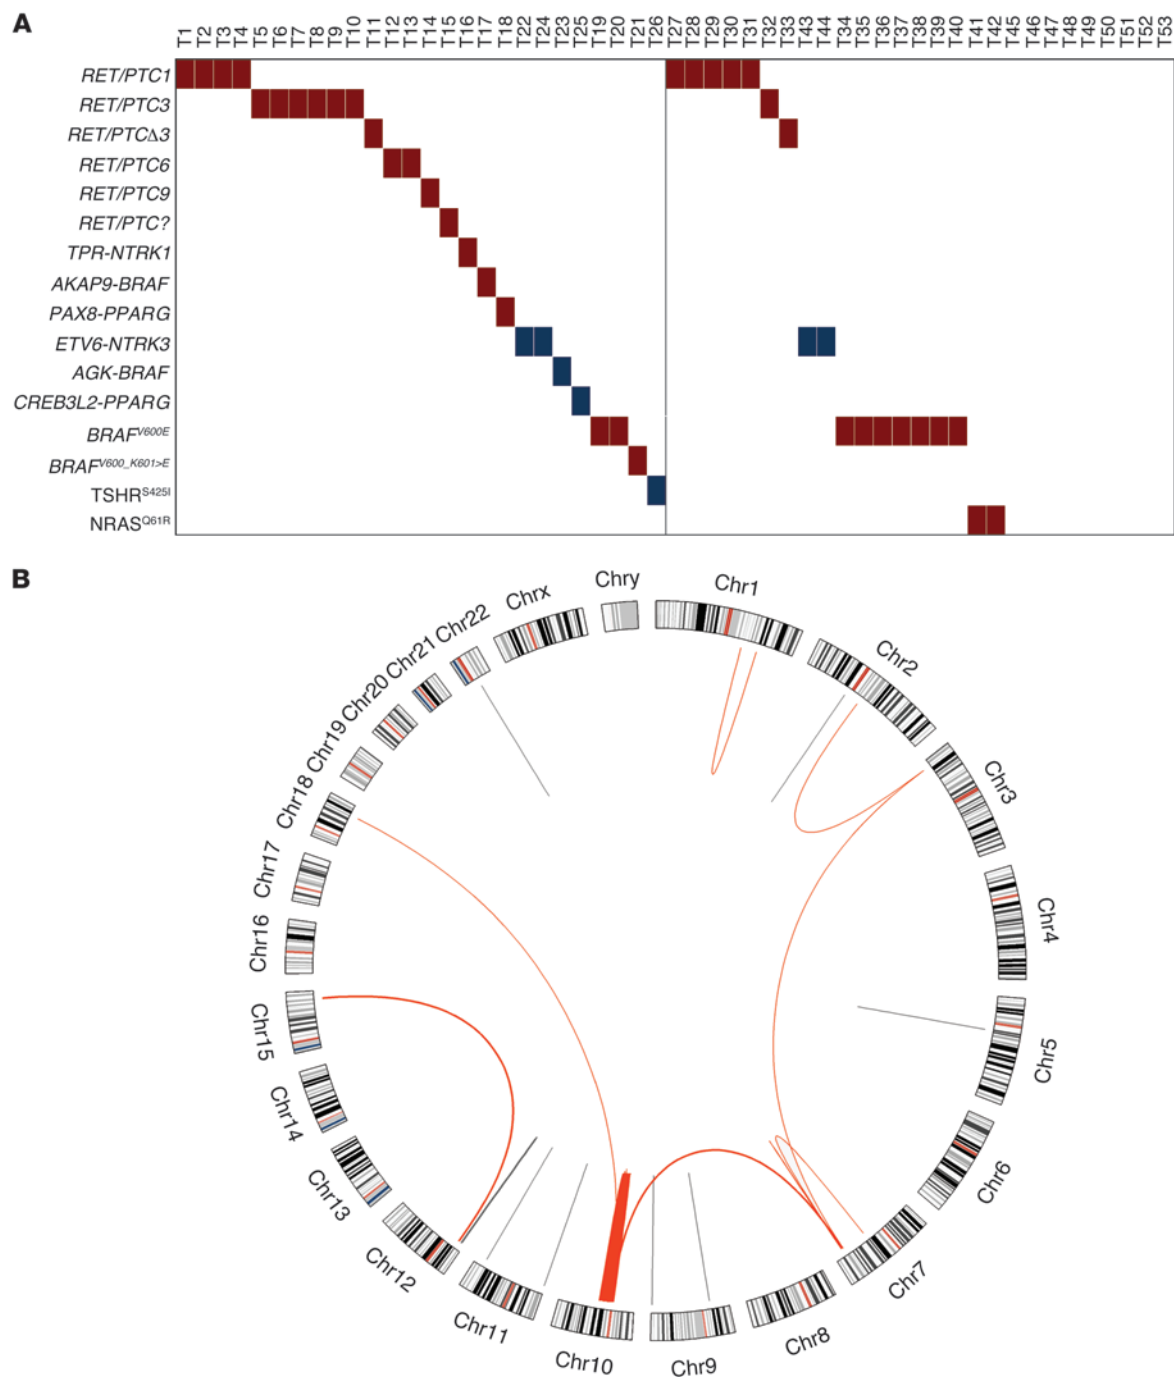 A
T1 T2 T3 T4 T5 T6 T7 T8 T9 T10 T11 T12 T13 T14 T15 T16 T17 T18 T22 T24 T23 T25 T19 T20 T21 T26 T27 T28 T29 T30 T31 T32 T33 T43 T44 T34 T35 T36 T37 T38 T39 T40 T41 T42 T45 T46 T47 T48 T49 T50 T51 T52 T53
RET/PTC1
RET/PTC3
RET/PTCΔ3
RET/PTC6
RET/PTC9
RET/PTC?
TPR-NTRK1
AKAP9-BRAF
PAX8-PPARG
ETV6-NTRK3
AGK-BRAF
CREB3L2-PPARG
BRAFV600E
BRAFV600_K601>E
TSHRS425I
NRASQ61R
B
Chr1
Chr2
Chr3
Chr4
Chr5
Chr6
Chr7
Chr8
Chr9
Chr10
Chr11
Chr12
Chr13
Chr14
Chr15
Chr16
Chr17
Chr18
Chr19
Chr20
Chr21
Chr22
Chrx
Chry